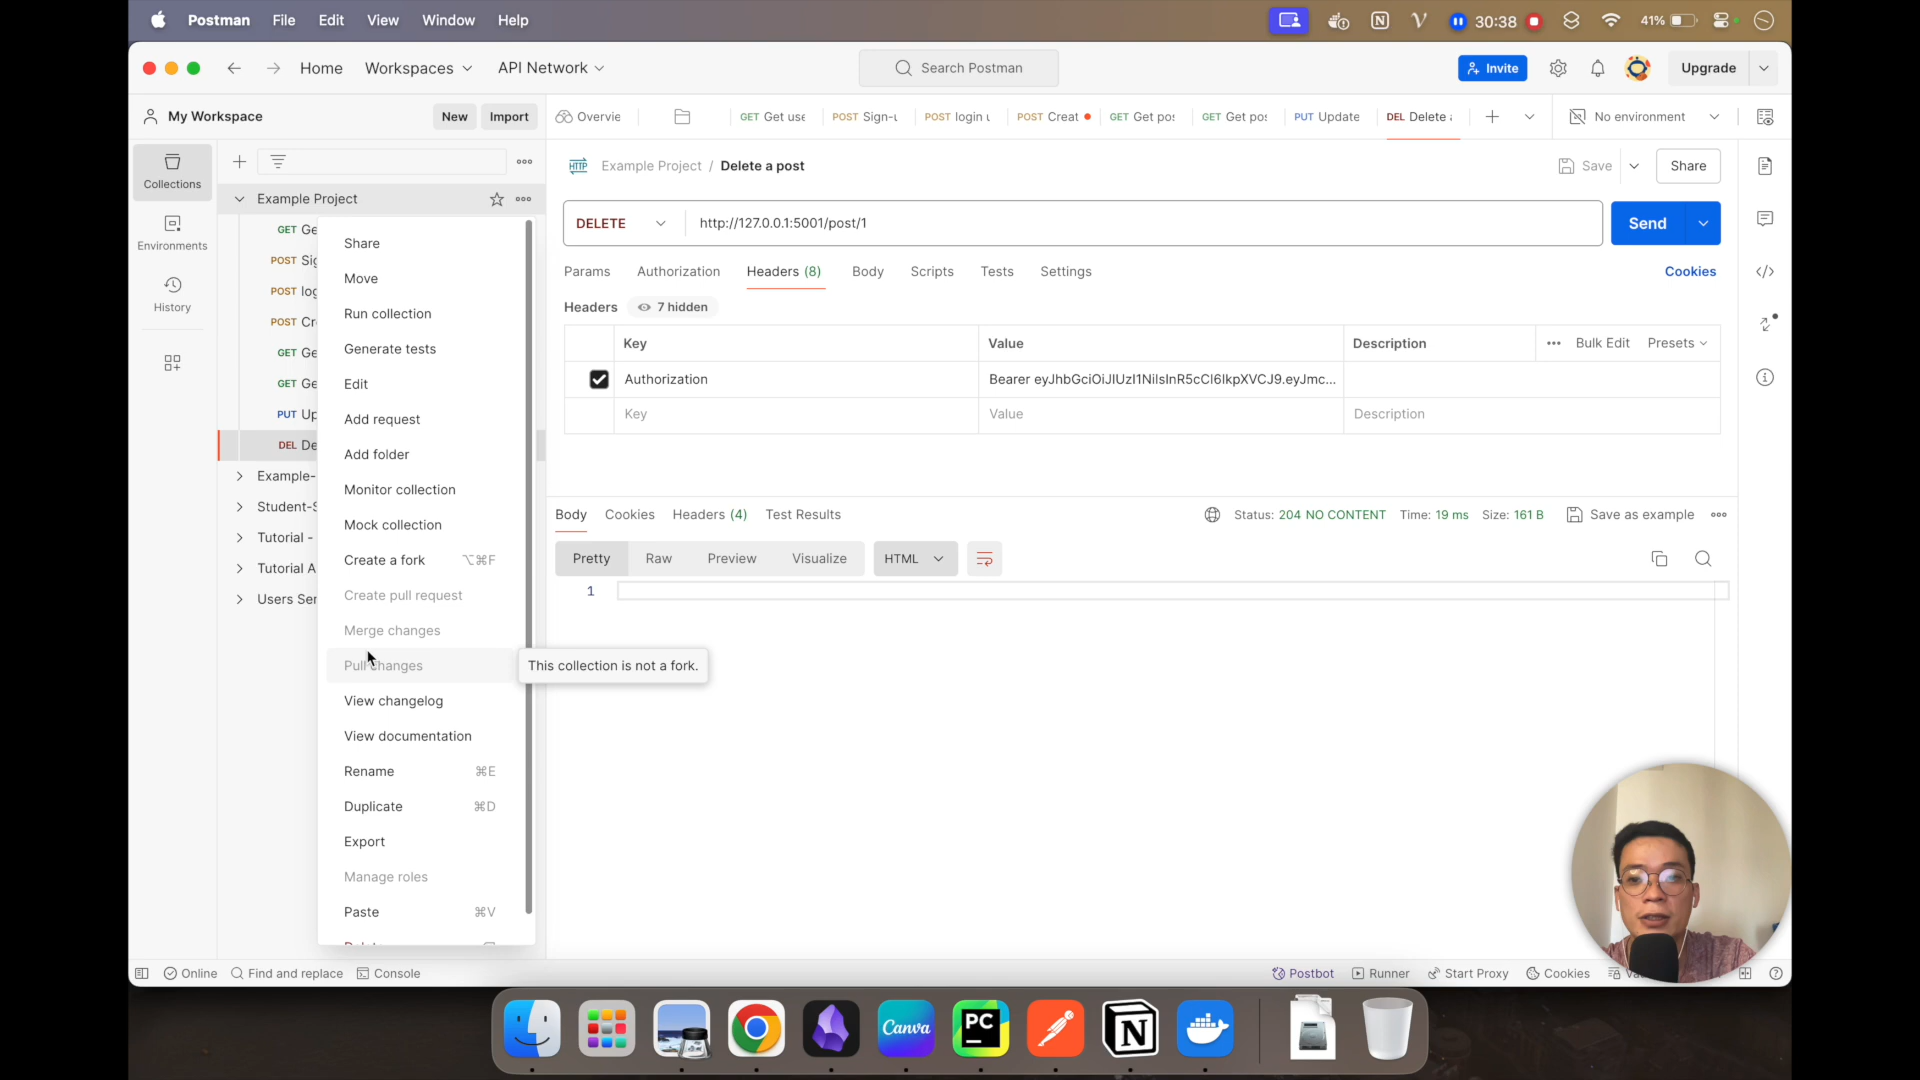 Postman File Edit View Window Help
30:38
41%
Home Workspaces API Network
Search Postman
Invite
Upgrade
My Workspace
New Import
Overvie
GET Get use
POST Sign-u
POST login u
POST Creat
GET Get pos
GET Get pos
PUT Update
DEL Delete a
No environment
Collections
Environments
History
Example Project
GET Ge
POST Sig
POST log
POST Cr
GET Ge
GET Ge
PUT Up
DEL De
Example-
Student-S
Tutorial -
Tutorial A
Users Ser
Share
Move
Run collection
Generate tests
Edit
Add request
Add folder
Monitor collection
Mock collection
Create a fork ⌥⌘F
Create pull request
Merge changes
Pull changes
This collection is not a fork.
View changelog
View documentation
Rename ⌘E
Duplicate ⌘D
Export
Manage roles
Paste ⌘V
HTTP Example Project / Delete a post
Save
Share
DELETE http://127.0.0.1:5001/post/1
Send
Params Authorization Headers (8) Body Scripts Tests Settings
Cookies
Headers 7 hidden
Key Value Description Bulk Edit Presets
Authorization Bearer eyJhbGciOiJIUzI1NiIsInR5cCI6IkpXVCJ9.eyJmc...
Key Value Description
Body Cookies Headers (4) Test Results
Status: 204 NO CONTENT Time: 19 ms Size: 161 B
Save as example
Pretty Raw Preview Visualize HTML
1
Online Find and replace Console
Postbot Runner Start Proxy Cookies
Canva
PC